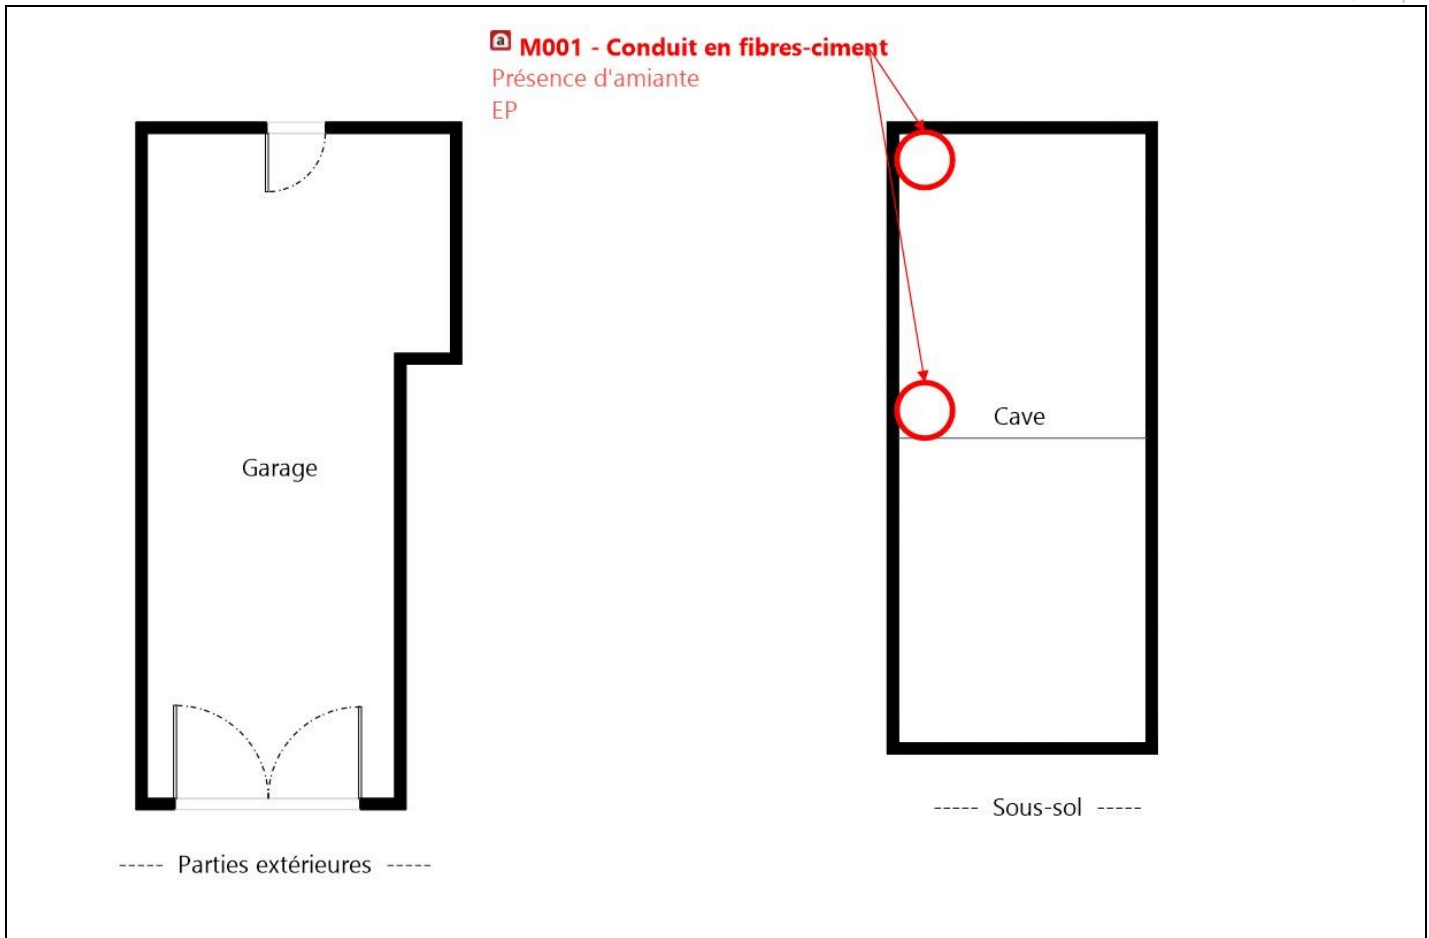 a M001 - Conduit en fibres-ciment
Présence d'amiante
EP
Garage
Cave
----- Parties extérieures -----
----- Sous-sol -----